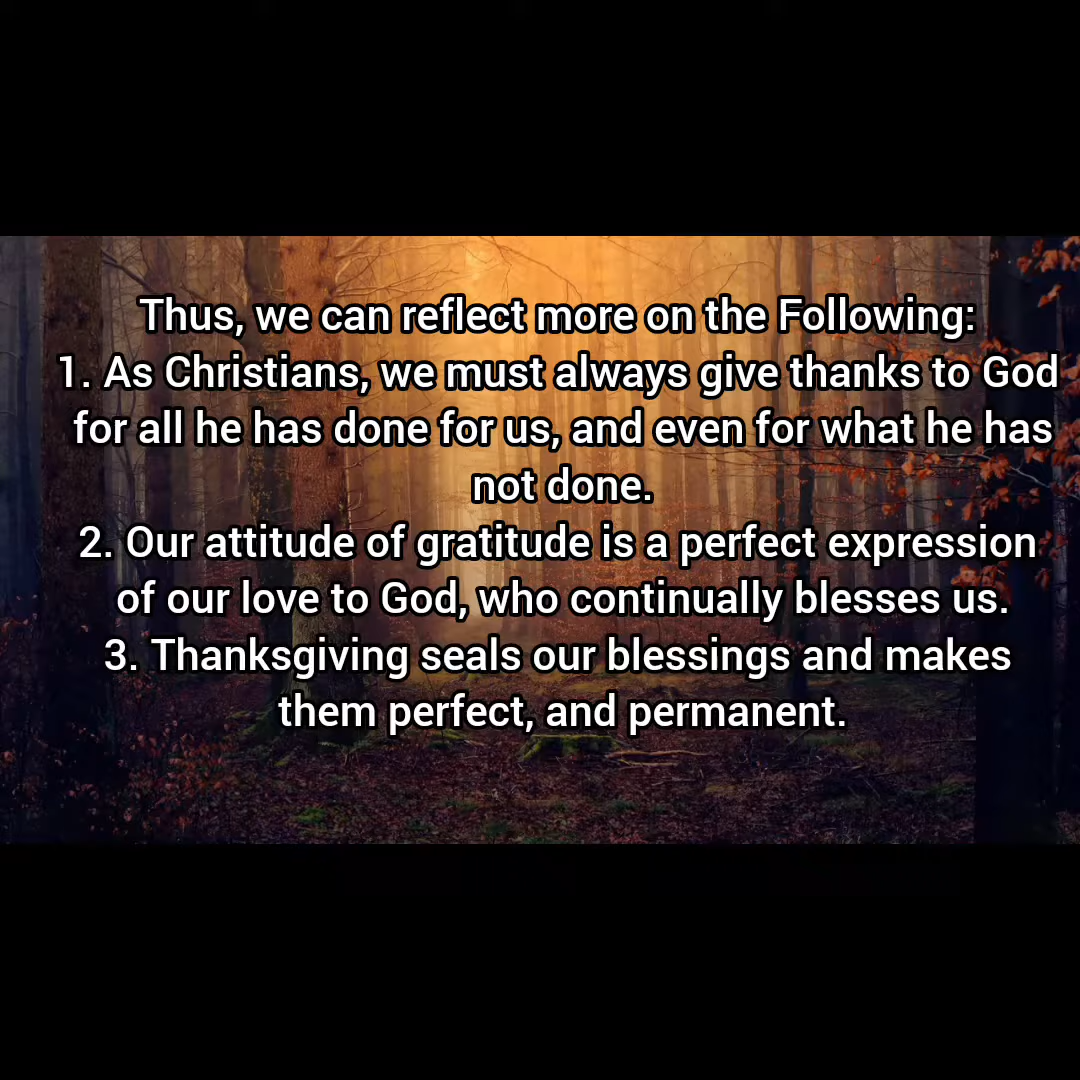 Thus, we can reflect more on the Following:
1. As Christians, we must always give thanks to God
for all he has done for us, and even for what he has
not done.
2. Our attitude of gratitude is a perfect expression
of our love to God, who continually blesses us.
3. Thanksgiving seals our blessings and makes
them perfect, and permanent.